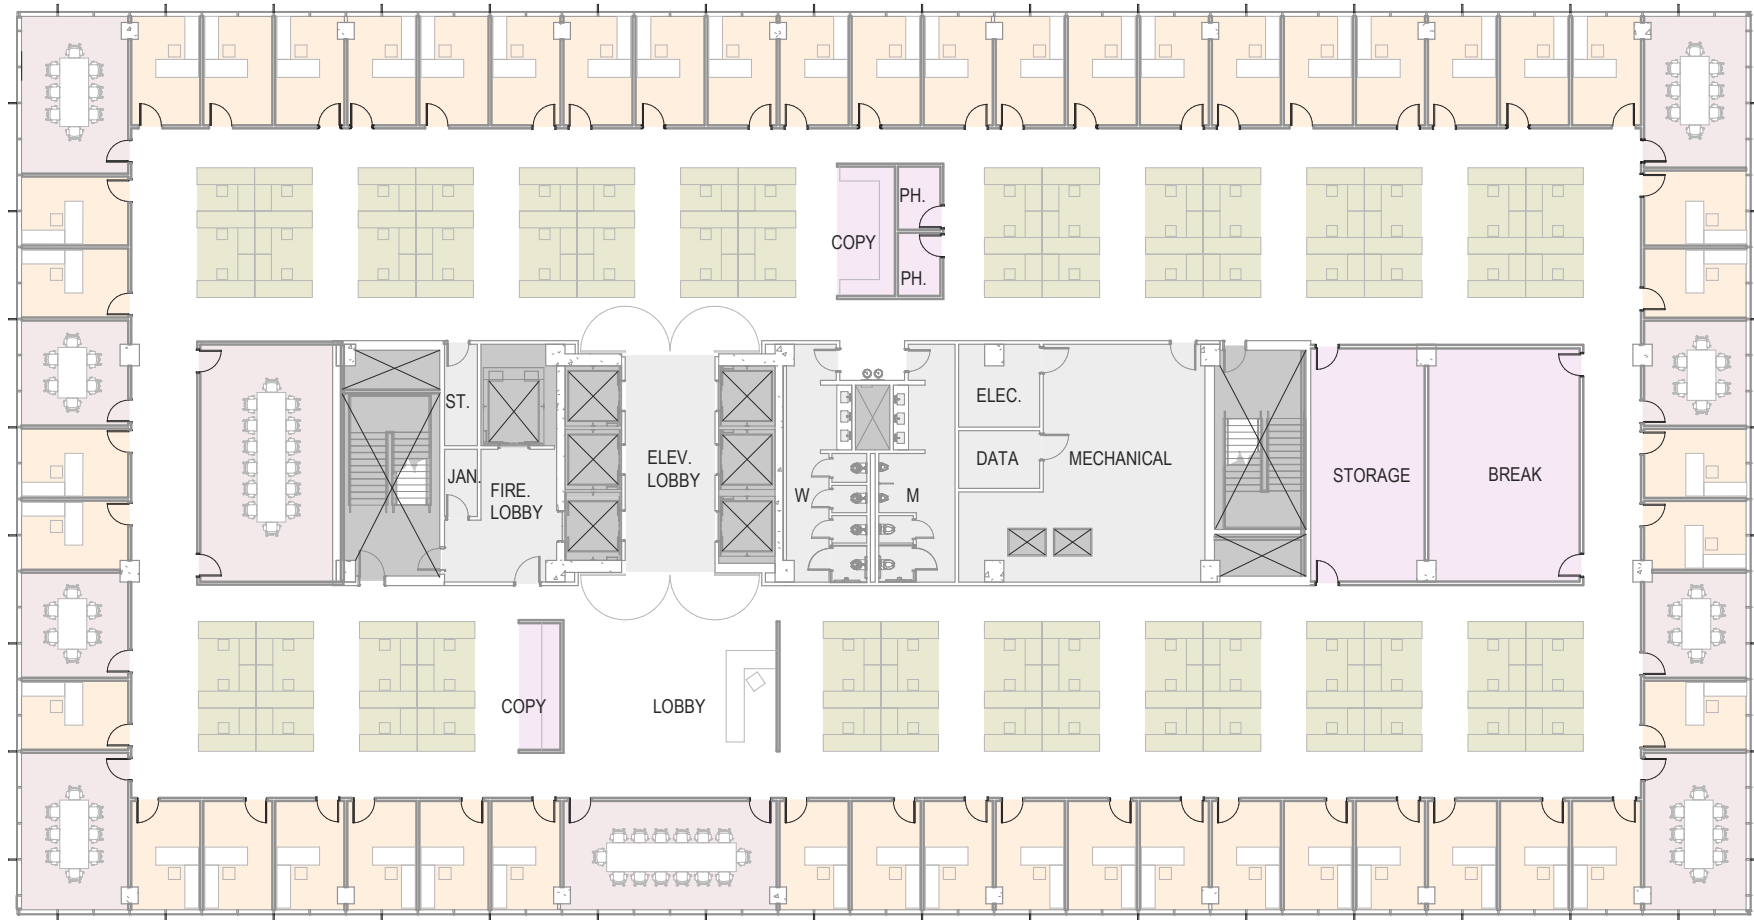 PH.
COPY
PH.
ST.
ELEC.
ELEV.
LOBBY
DATA
MECHANICAL
JAN.
FIRE.
LOBBY
W
M
STORAGE
BREAK
COPY
LOBBY